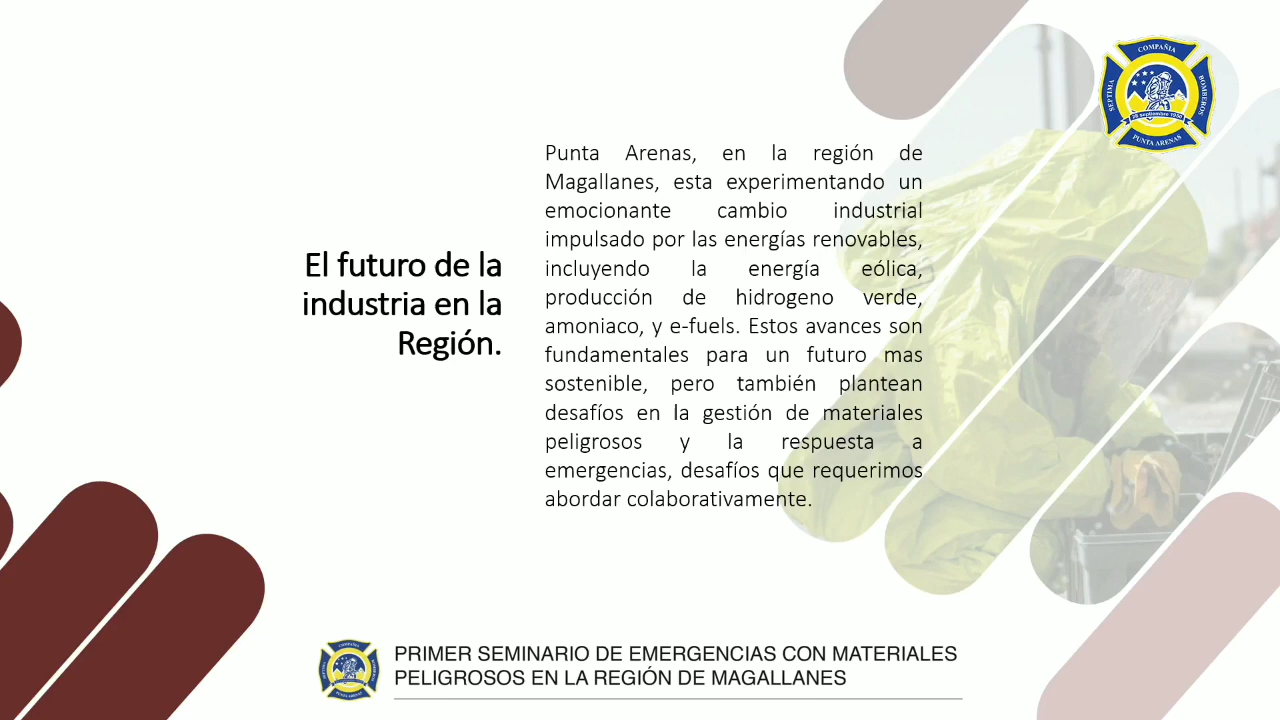 COMPAÑIA
SEPTIMA
BOMBEROS
PUNTA ARENAS
El futuro de la
industria en la
Región.
Punta Arenas, en la región de
Magallanes, esta experimentando un
emocionante cambio industrial
impulsado por las energías renovables,
incluyendo la energía eólica,
producción de hidrogeno verde,
amoniaco, y e-fuels. Estos avances son
fundamentales para un futuro mas
sostenible, pero también plantean
desafíos en la gestión de materiales
peligrosos y la respuesta a
emergencias, desafíos que requerimos
abordar colaborativamente.
PRIMER SEMINARIO DE EMERGENCIAS CON MATERIALES
PELIGROSOS EN LA REGIÓN DE MAGALLANES